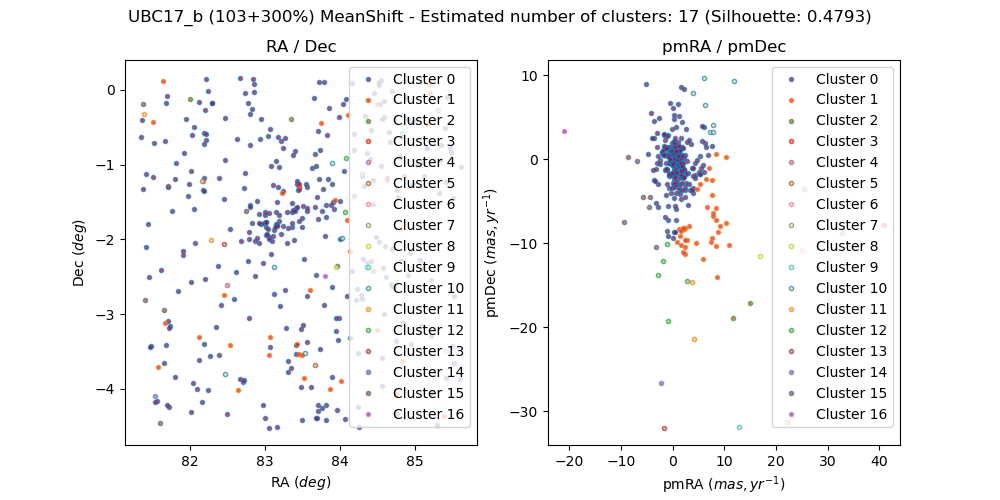 UBC17_b (103+300%) MeanShift - Estimated number of clusters: 17 (Silhouette: 0.4793)
RA / Dec
Dec (deg)
0
−1
−2
−3
−4
82
83
84
85
RA (deg)
Cluster 0
Cluster 1
Cluster 2
Cluster 3
Cluster 4
Cluster 5
Cluster 6
Cluster 7
Cluster 8
Cluster 9
Cluster 10
Cluster 11
Cluster 12
Cluster 13
Cluster 14
Cluster 15
Cluster 16
pmRA / pmDec
pmDec (mas, yr⁻¹)
10
0
−10
−20
−30
−20
−10
0
10
20
30
40
pmRA (mas, yr⁻¹)
Cluster 0
Cluster 1
Cluster 2
Cluster 3
Cluster 4
Cluster 5
Cluster 6
Cluster 7
Cluster 8
Cluster 9
Cluster 10
Cluster 11
Cluster 12
Cluster 13
Cluster 14
Cluster 15
Cluster 16